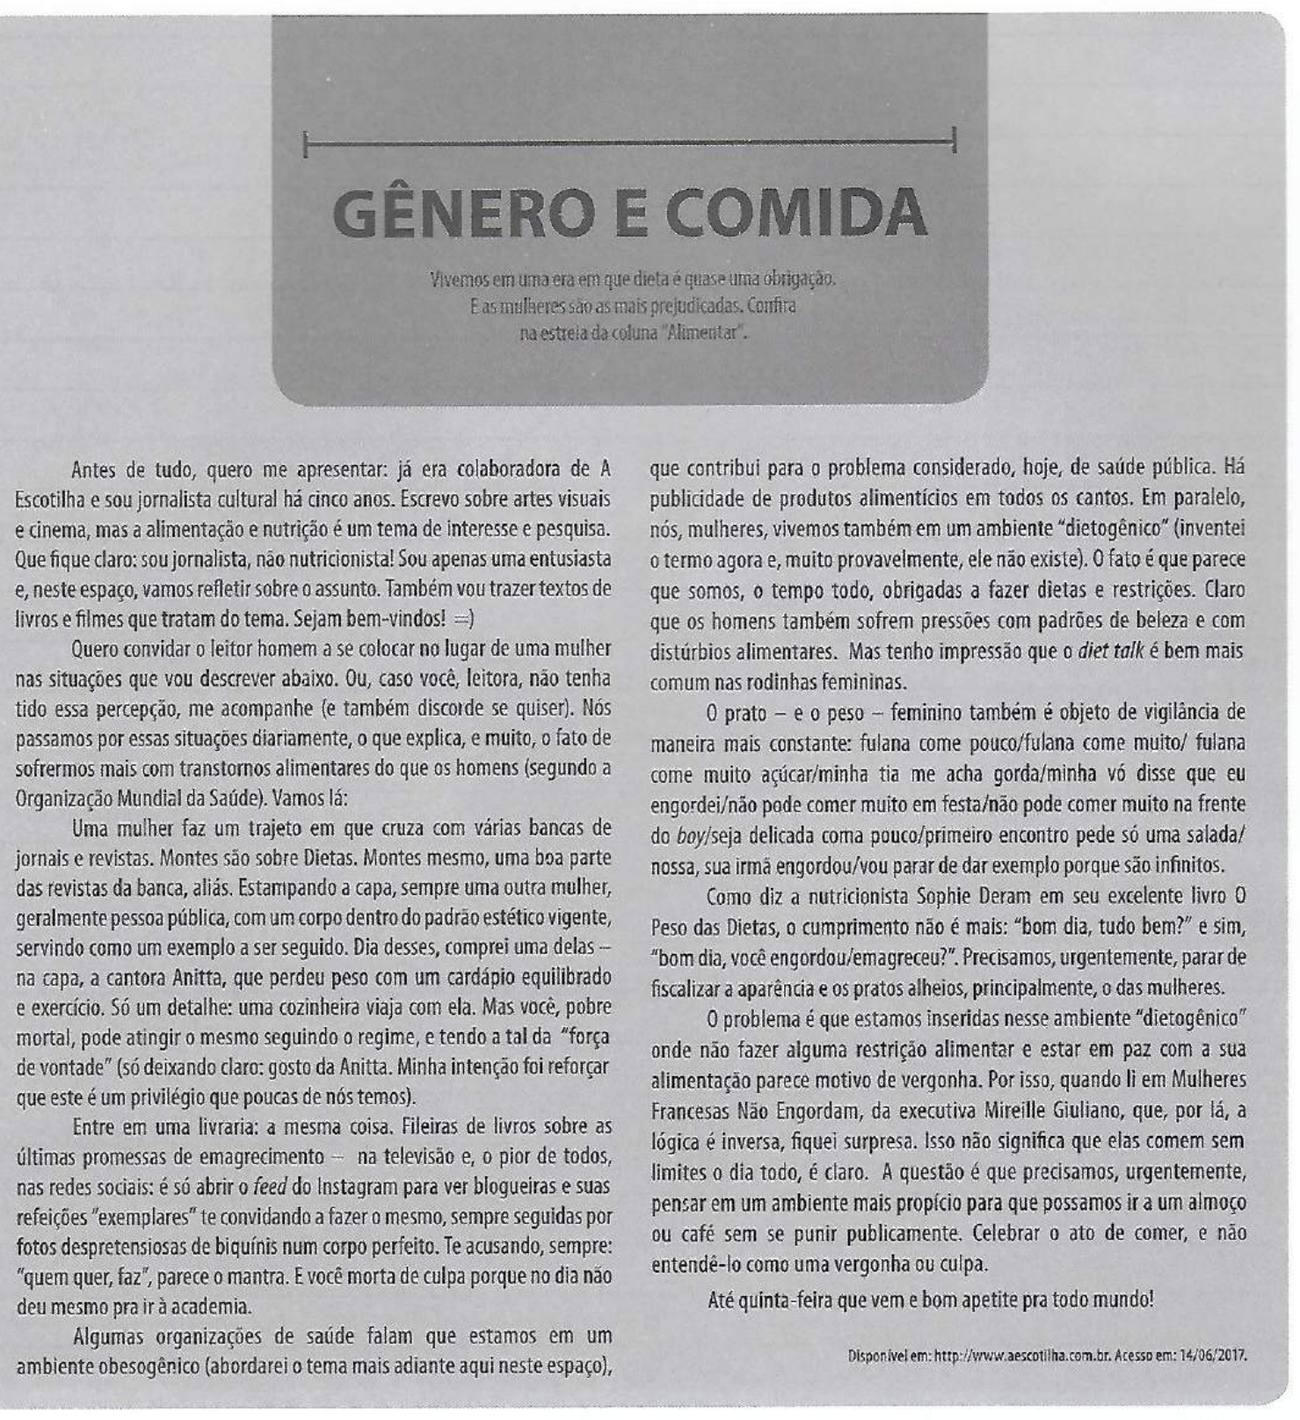 GÊNERO E COMIDA
Vivemos em uma era em que dieta é quase uma obrigação.
E as mulheres são as mais prejudicadas. Confira
na estreia da coluna "Alimentar".
Antes de tudo, quero me apresentar: já era colaboradora de A
Escotilha e sou jornalista cultural há cinco anos. Escrevo sobre artes visuais
e cinema, mas a alimentação e nutrição é um tema de interesse e pesquisa.
Que fique claro: sou jornalista, não nutricionista! Sou apenas uma entusiasta
e, neste espaço, vamos refletir sobre o assunto. Também vou trazer textos de
livros e filmes que tratam do tema. Sejam bem-vindos! =)
Quero convidar o leitor homem a se colocar no lugar de uma mulher
nas situações que vou descrever abaixo. Ou, caso você, leitora, não tenha
tido essa percepção, me acompanhe (e também discorde se quiser). Nós
passamos por essas situações diariamente, o que explica, e muito, o fato de
sofrermos mais com transtornos alimentares do que os homens (segundo a
Organização Mundial da Saúde). Vamos lá:
Uma mulher faz um trajeto em que cruza com várias bancas de
jornais e revistas. Montes são sobre Dietas. Montes mesmo, uma boa parte
das revistas da banca, aliás. Estampando a capa, sempre uma outra mulher,
geralmente pessoa pública, com um corpo dentro do padrão estético vigente,
servindo como um exemplo a ser seguido. Dia desses, comprei uma delas –
na capa, a cantora Anitta, que perdeu peso com um cardápio equilibrado
e exercício. Só um detalhe: uma cozinheira viaja com ela. Mas você, pobre
mortal, pode atingir o mesmo seguindo o regime, e tendo a tal da "força
de vontade" (só deixando claro: gosto da Anitta. Minha intenção foi reforçar
que este é um privilégio que poucas de nós temos).
Entre em uma livraria: a mesma coisa. Fileiras de livros sobre as
últimas promessas de emagrecimento – na televisão e, o pior de todos,
nas redes sociais: é só abrir o feed do Instagram para ver blogueiras e suas
refeições "exemplares" te convidando a fazer o mesmo, sempre seguidas por
fotos despretensiosas de biquínis num corpo perfeito. Te acusando, sempre:
"quem quer, faz", parece o mantra. E você morta de culpa porque no dia não
deu mesmo pra ir à academia.
Algumas organizações de saúde falam que estamos em um
ambiente obesogênico (abordarei o tema mais adiante aqui neste espaço),
que contribui para o problema considerado, hoje, de saúde pública. Há
publicidade de produtos alimentícios em todos os cantos. Em paralelo,
nós, mulheres, vivemos também em um ambiente "dietogênico" (inventei
o termo agora e, muito provavelmente, ele não existe). O fato é que parece
que somos, o tempo todo, obrigadas a fazer dietas e restrições. Claro
que os homens também sofrem pressões com padrões de beleza e com
distúrbios alimentares. Mas tenho impressão que o diet talk é bem mais
comum nas rodinhas femininas.
O prato – e o peso – feminino também é objeto de vigilância de
maneira mais constante: fulana come pouco/fulana come muito/ fulana
come muito açúcar/minha tia me acha gorda/minha vó disse que eu
engordei/não pode comer muito em festa/não pode comer muito na frente
do boy/seja delicada coma pouco/primeiro encontro pede só uma salada/
nossa, sua irmã engordou/vou parar de dar exemplo porque são infinitos.
Como diz a nutricionista Sophie Deram em seu excelente livro O
Peso das Dietas, o cumprimento não é mais: "bom dia, tudo bem?" e sim,
"bom dia, você engordou/emagreceu?". Precisamos, urgentemente, parar de
fiscalizar a aparência e os pratos alheios, principalmente, o das mulheres.
O problema é que estamos inseridas nesse ambiente "dietogênico"
onde não fazer alguma restrição alimentar e estar em paz com a sua
alimentação parece motivo de vergonha. Por isso, quando li em Mulheres
Francesas Não Engordam, da executiva Mireille Giuliano, que, por lá, a
lógica é inversa, fiquei surpresa. Isso não significa que elas comem sem
limites o dia todo, é claro. A questão é que precisamos, urgentemente,
pensar em um ambiente mais propício para que possamos ir a um almoço
ou café sem se punir publicamente. Celebrar o ato de comer, e não
entendê-lo como uma vergonha ou culpa.
Até quinta-feira que vem e bom apetite pra todo mundo!
Disponível em: http://www.aescotilha.com.br. Acesso em: 14/06/2017.